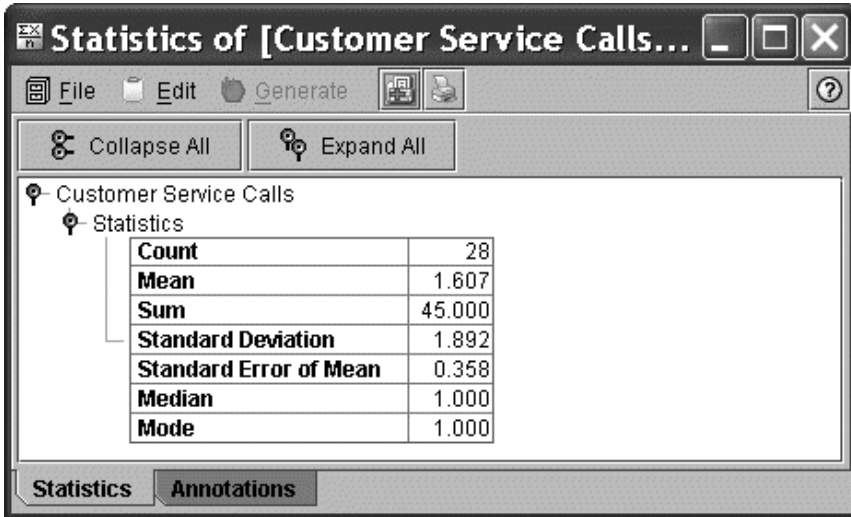 Statistics of [Customer Service Calls...
File Edit Generate
Collapse All Expand All
Customer Service Calls
Statistics
Count 28
Mean 1.607
Sum 45.000
Standard Deviation 1.892
Standard Error of Mean 0.358
Median 1.000
Mode 1.000
Statistics Annotations